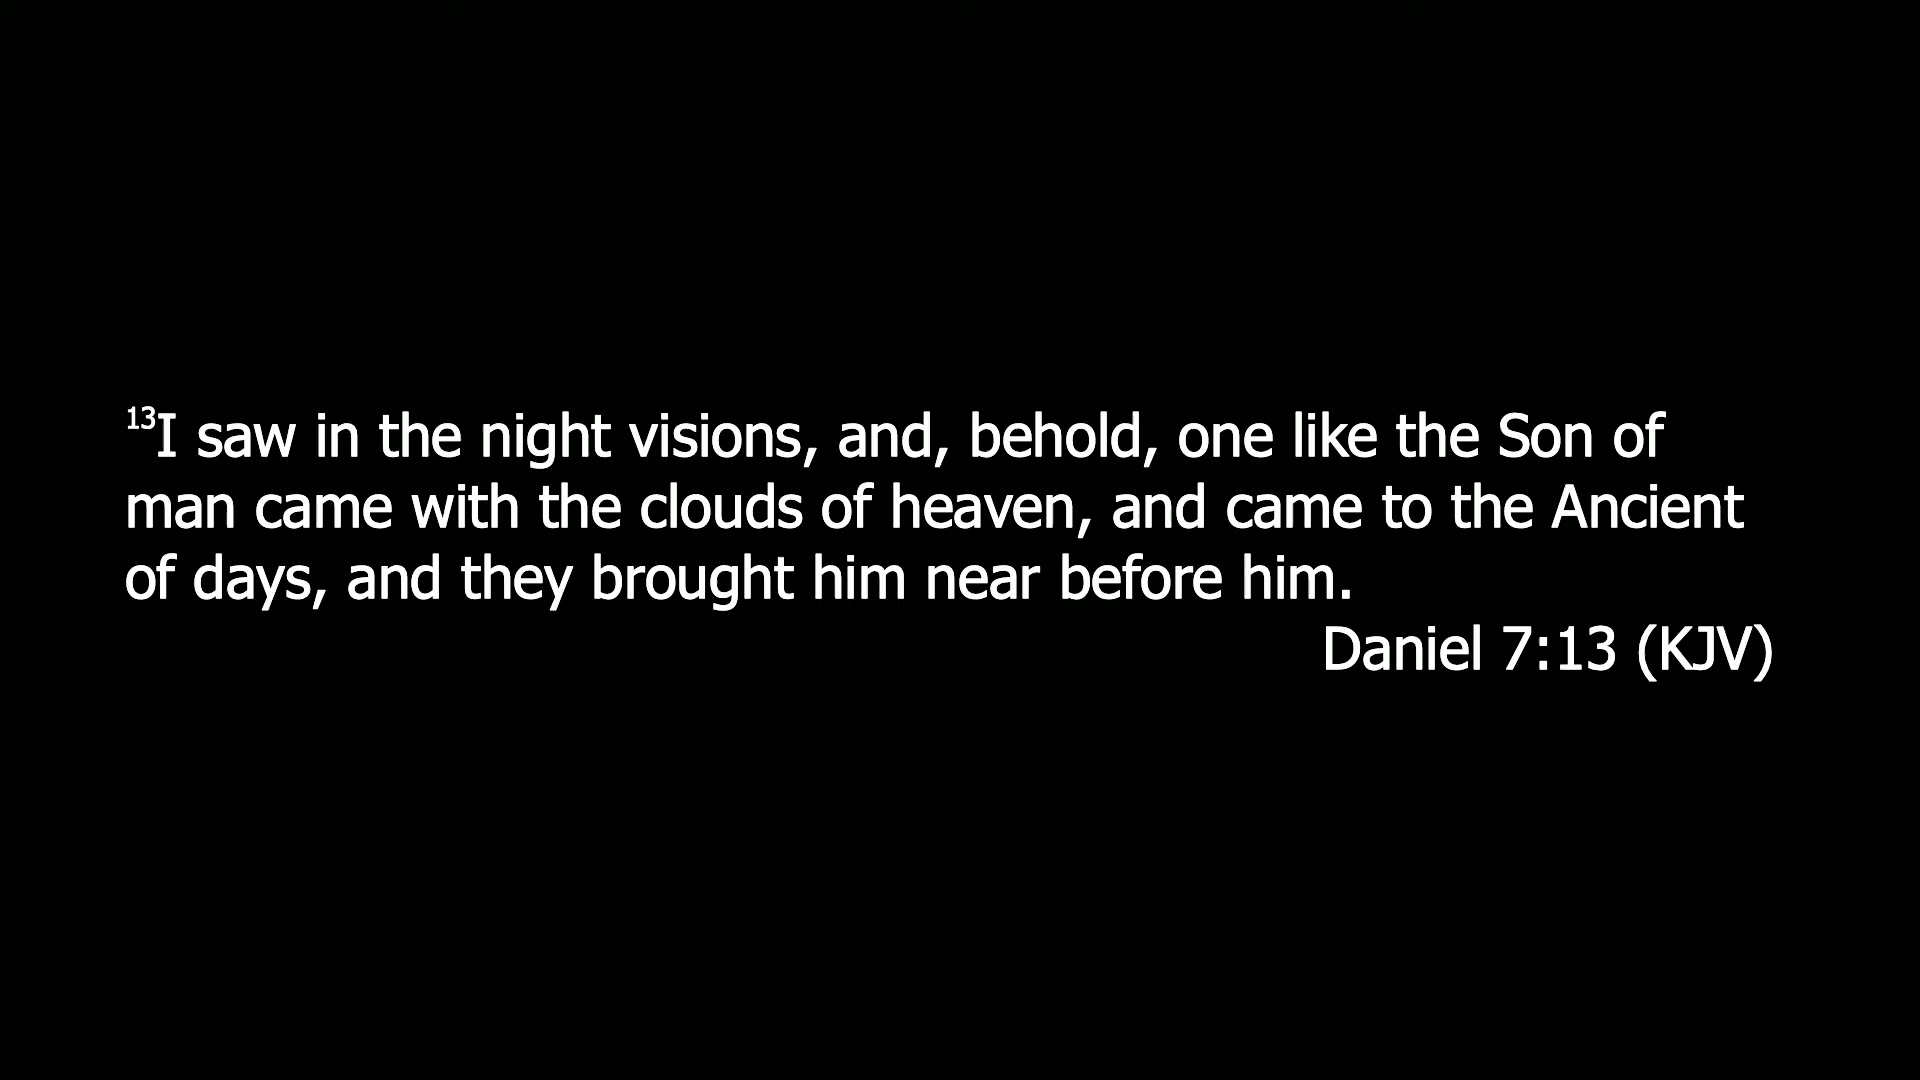 13I saw in the night visions, and, behold, one like the Son of
man came with the clouds of heaven, and came to the Ancient
of days, and they brought him near before him.
Daniel 7:13 (KJV)